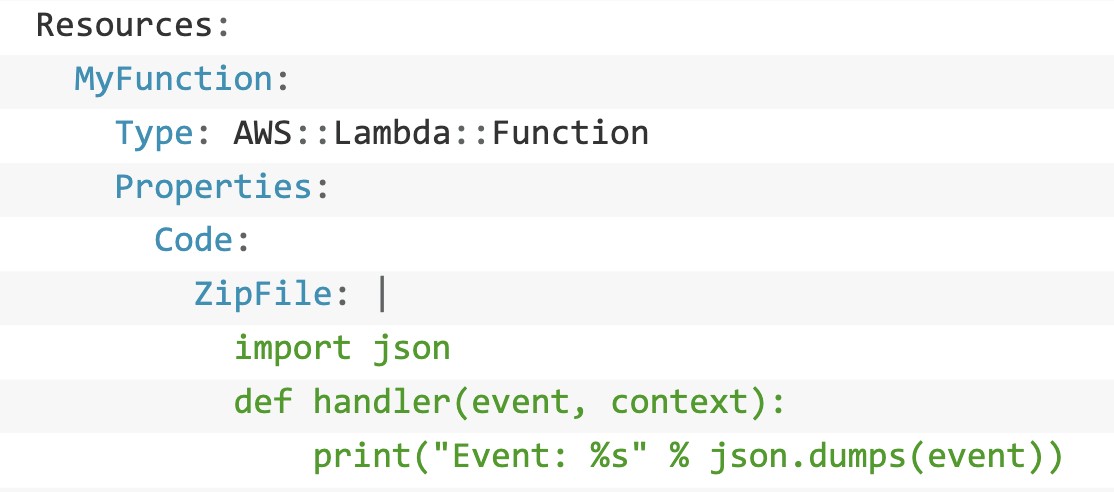 Resources:
  MyFunction:
    Type: AWS::Lambda::Function
    Properties:
      Code:
        ZipFile: |
          import json
          def handler(event, context):
              print("Event: %s" % json.dumps(event))